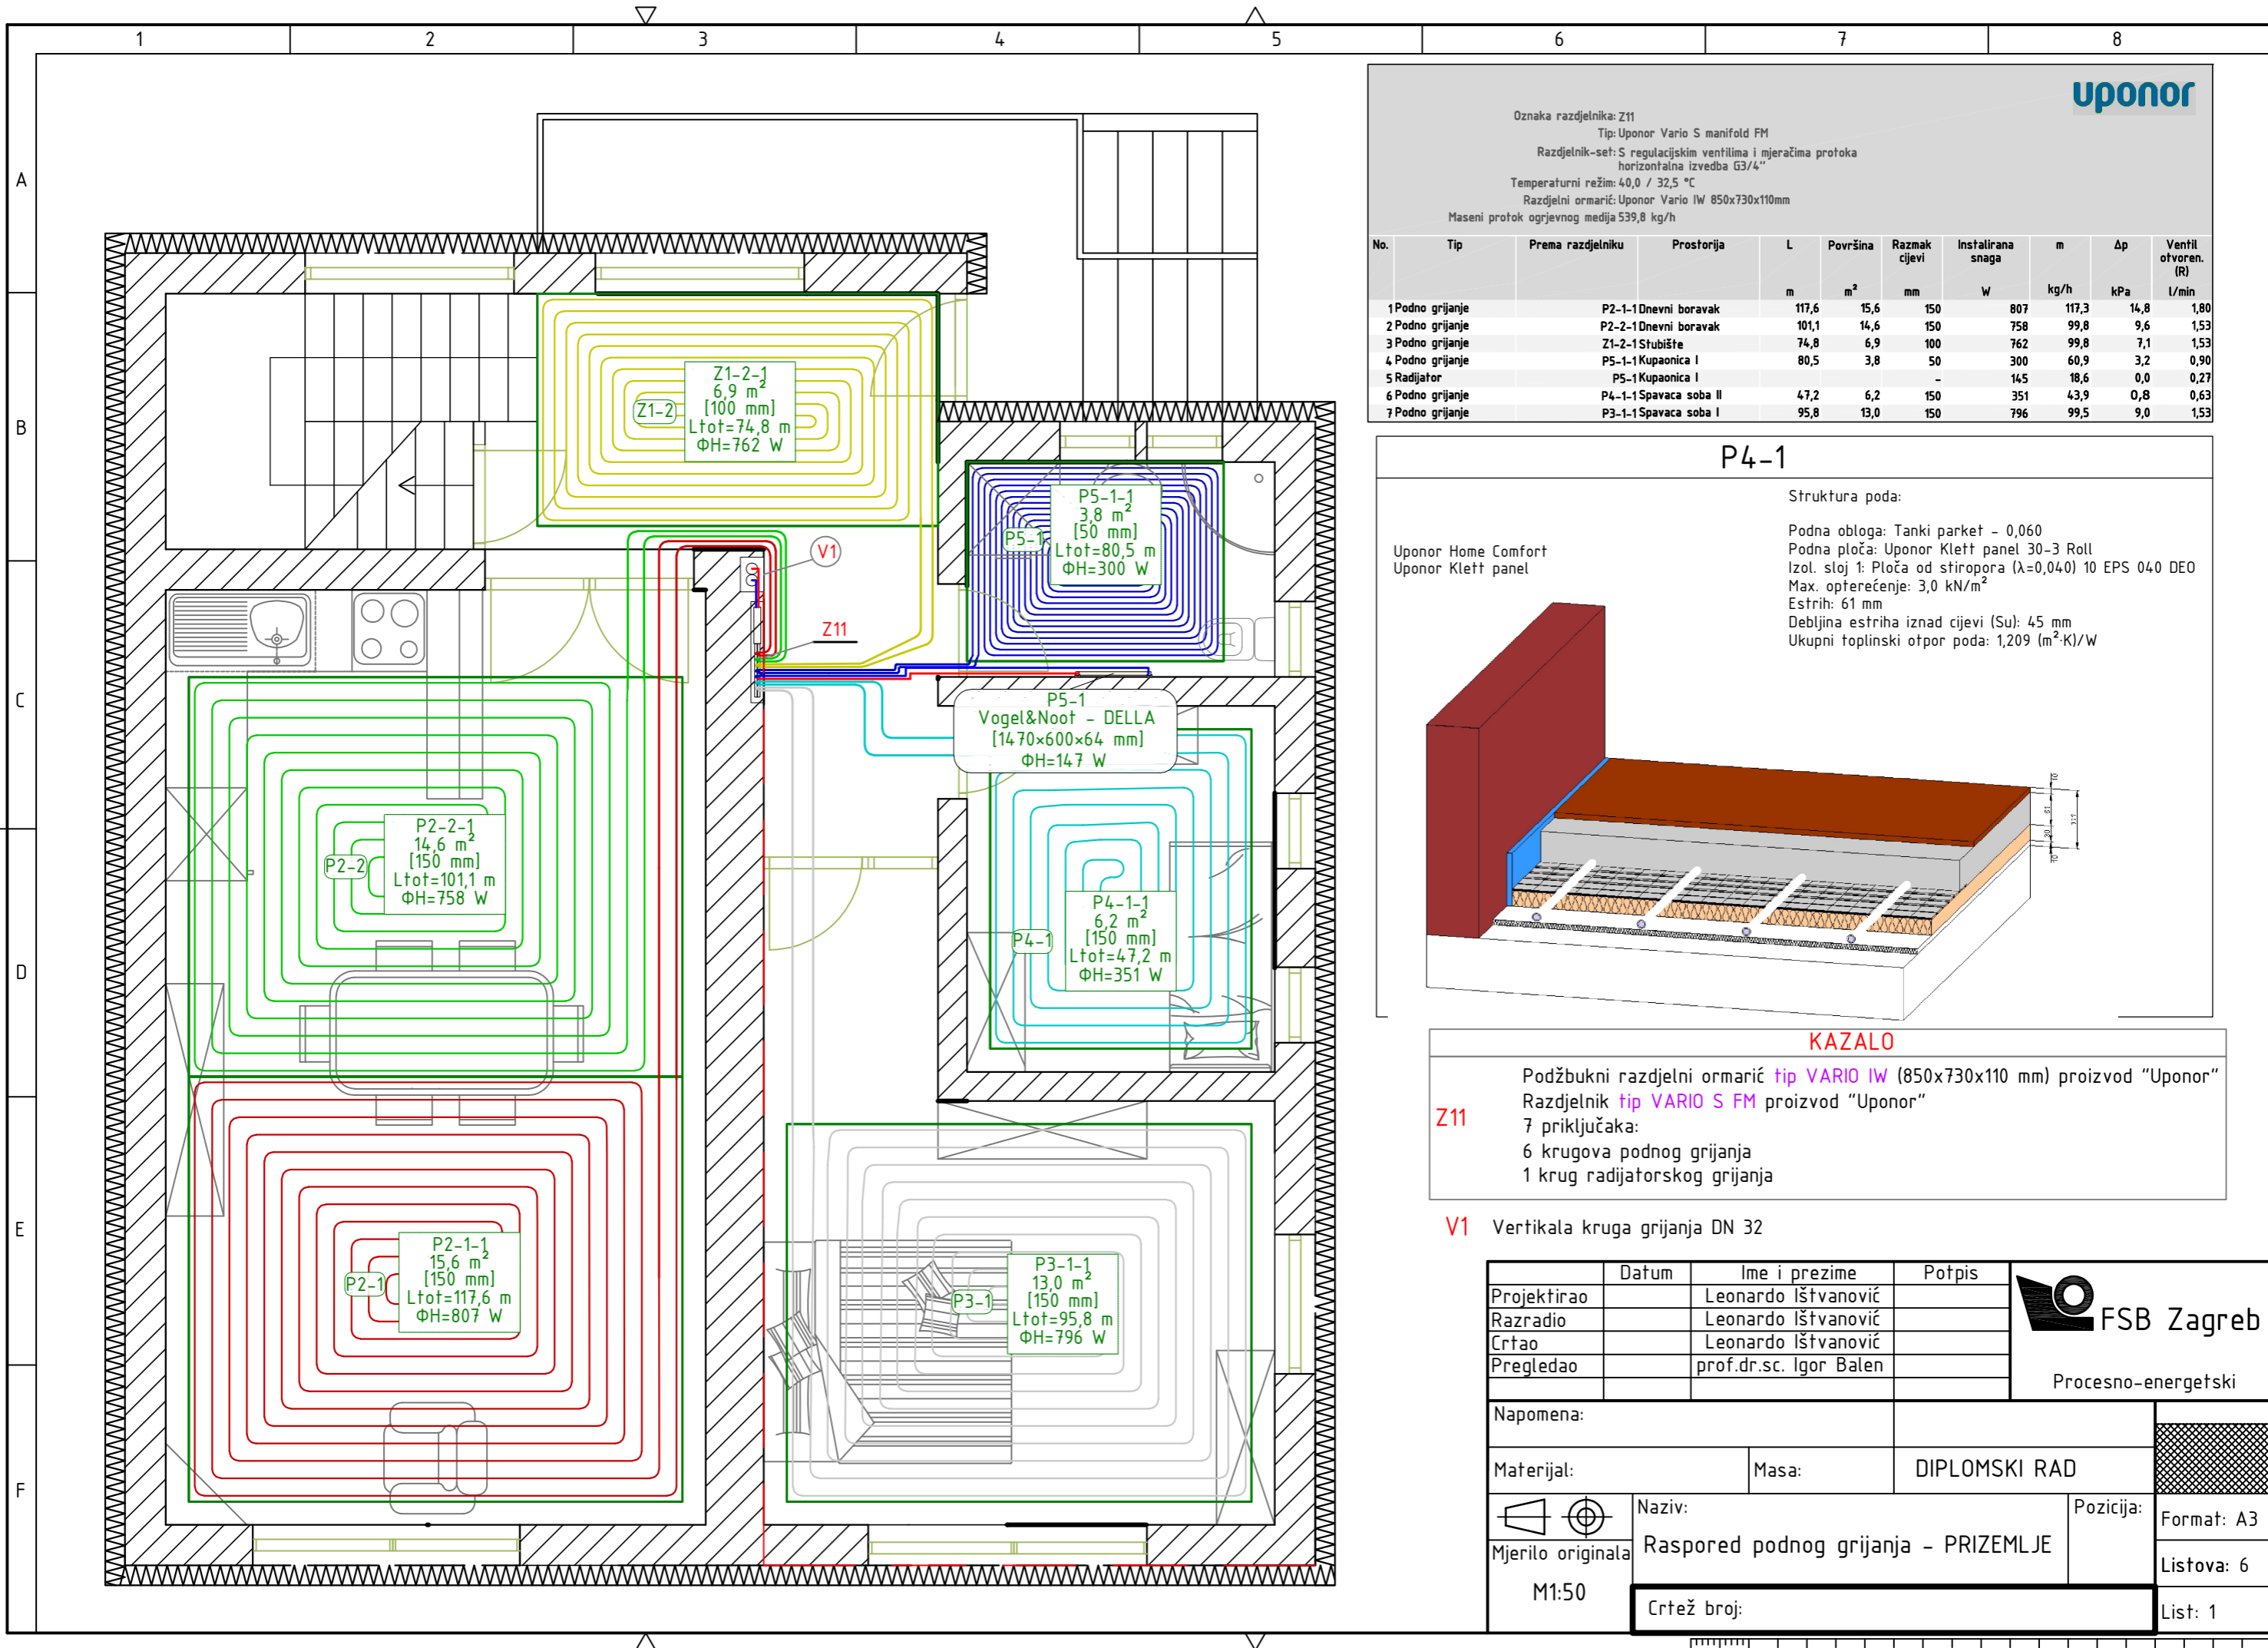 1 2 3 4 5 6 7 8
A
B
C
D
E
F
uponor
Oznaka razdjelnika: Z11
Tip: Uponor Vario S manifold FM
Razdjelnik-set: S regulacijskim ventilima i mjeračima protoka
horizontalna izvedba G3/4"
Temperaturni režim: 40,0 / 32,5 °C
Razdjelni ormarić: Uponor Vario IW 850x730x110mm
Maseni protok ogrjevnog medija 539,8 kg/h
No. Tip Prema razdjelniku Prostorija L Površina Razmak cijevi Instalirana snaga m Δp Ventil otvoren. (R)
m m² mm W kg/h kPa l/min
1 Podno grijanje P2-1-1 Dnevni boravak 117,6 15,6 150 807 117,3 14,8 1,80
2 Podno grijanje P2-2-1 Dnevni boravak 101,1 14,6 150 758 99,8 9,6 1,53
3 Podno grijanje Z1-2-1 Stubište 74,8 6,9 100 762 99,8 7,1 1,53
4 Podno grijanje P5-1-1 Kupaonica I 80,5 3,8 50 300 60,9 3,2 0,90
5 Radijator P5-1 Kupaonica I - 145 18,6 0,0 0,27
6 Podno grijanje P4-1-1 Spavaca soba II 47,2 6,2 150 351 43,9 0,8 0,63
7 Podno grijanje P3-1-1 Spavaca soba I 95,8 13,0 150 796 99,5 9,0 1,53
Z1-2
Z1-2-1
6,9 m²
[100 mm]
Ltot=74,8 m
ΦH=762 W
P5-1
P5-1-1
3,8 m²
[50 mm]
Ltot=80,5 m
ΦH=300 W
V1
Z11
P5-1
Vogel&Noot - DELLA
[1470×600×64 mm]
ΦH=147 W
P2-2
P2-2-1
14,6 m²
[150 mm]
Ltot=101,1 m
ΦH=758 W
P4-1
P4-1-1
6,2 m²
[150 mm]
Ltot=47,2 m
ΦH=351 W
P2-1
P2-1-1
15,6 m²
[150 mm]
Ltot=117,6 m
ΦH=807 W
P3-1
P3-1-1
13,0 m²
[150 mm]
Ltot=95,8 m
ΦH=796 W
P4-1
Uponor Home Comfort
Uponor Klett panel
Struktura poda:
Podna obloga: Tanki parket - 0,060
Podna ploča: Uponor Klett panel 30-3 Roll
Izol. sloj 1: Ploča od stiropora (λ=0,040) 10 EPS 040 DEO
Max. opterećenje: 3,0 kN/m²
Estrih: 61 mm
Debljina estriha iznad cijevi (Su): 45 mm
Ukupni toplinski otpor poda: 1,209 (m²·K)/W
KAZALO
Z11
Podžbukni razdjelni ormarić tip VARIO IW (850x730x110 mm) proizvod "Uponor"
Razdjelnik tip VARIO S FM proizvod "Uponor"
7 priključaka:
6 krugova podnog grijanja
1 krug radijatorskog grijanja
V1 Vertikala kruga grijanja DN 32
Datum Ime i prezime Potpis
Projektirao Leonardo Ištvanović
Razradio Leonardo Ištvanović
Crtao Leonardo Ištvanović
Pregledao prof.dr.sc. Igor Balen
FSB Zagreb
Procesno-energetski
Napomena:
Materijal: Masa: DIPLOMSKI RAD
Naziv: Pozicija:
Raspored podnog grijanja - PRIZEMLJE
Format: A3
Mjerilo originala
M1:50
Listova: 6
Crtež broj:
List: 1